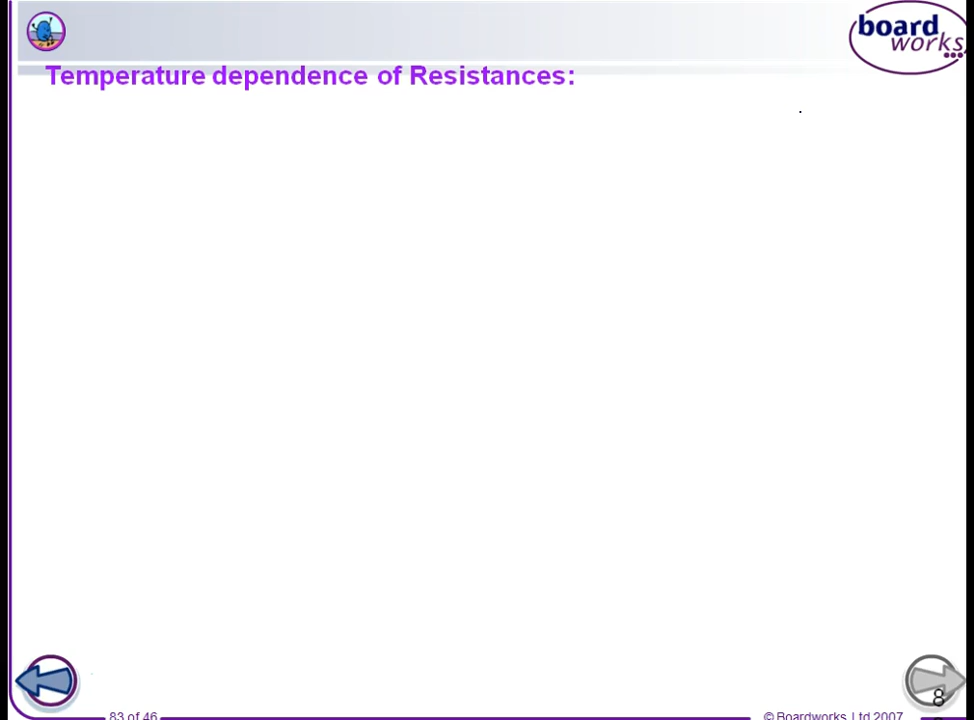 board
works
Temperature dependence of Resistances:
83 of 46
© Boardworks Ltd 2007
8